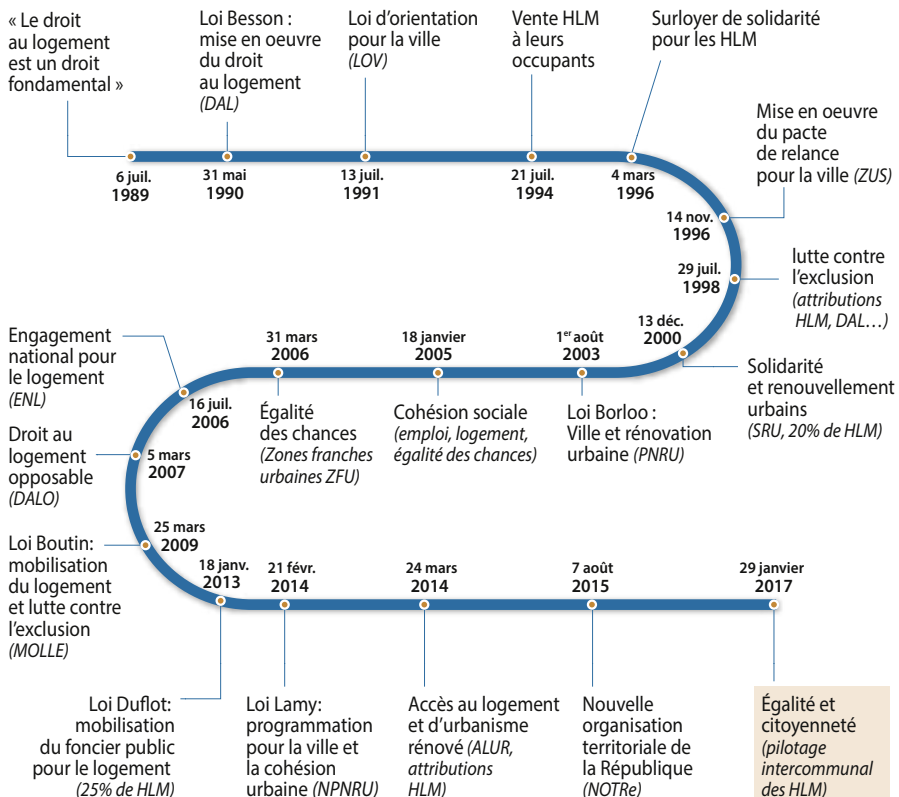 « Le droit
au logement
est un droit
fondamental »
6 juil.
1989
Loi Besson :
mise en oeuvre
du droit
au logement
(DAL)
31 mai
1990
Loi d'orientation
pour la ville
(LOV)
13 juil.
1991
Vente HLM
à leurs
occupants
21 juil.
1994
Surloyer de solidarité
pour les HLM
4 mars
1996
Mise en oeuvre
du pacte
de relance
pour la ville (ZUS)
14 nov.
1996
lutte contre
l'exclusion
(attributions
HLM, DAL…)
29 juil.
1998
13 déc.
2000
Solidarité
et renouvellement
urbains
(SRU, 20% de HLM)
1er août
2003
Loi Borloo :
Ville et rénovation
urbaine (PNRU)
18 janvier
2005
Cohésion sociale
(emploi, logement,
égalité des chances)
31 mars
2006
Égalité
des chances
(Zones franches
urbaines ZFU)
Engagement
national pour
le logement
(ENL)
16 juil.
2006
Droit au
logement
opposable
(DALO)
5 mars
2007
Loi Boutin:
mobilisation
du logement
et lutte contre
l'exclusion
(MOLLE)
25 mars
2009
18 janv.
2013
Loi Duflot:
mobilisation
du foncier public
pour le logement
(25% de HLM)
21 févr.
2014
Loi Lamy:
programmation
pour la ville et
la cohésion
urbaine (NPNRU)
24 mars
2014
Accès au logement
et d'urbanisme
rénové (ALUR,
attributions
HLM)
7 août
2015
Nouvelle
organisation
territoriale de
la République
(NOTRe)
29 janvier
2017
Égalité et
citoyenneté
(pilotage
intercommunal
des HLM)